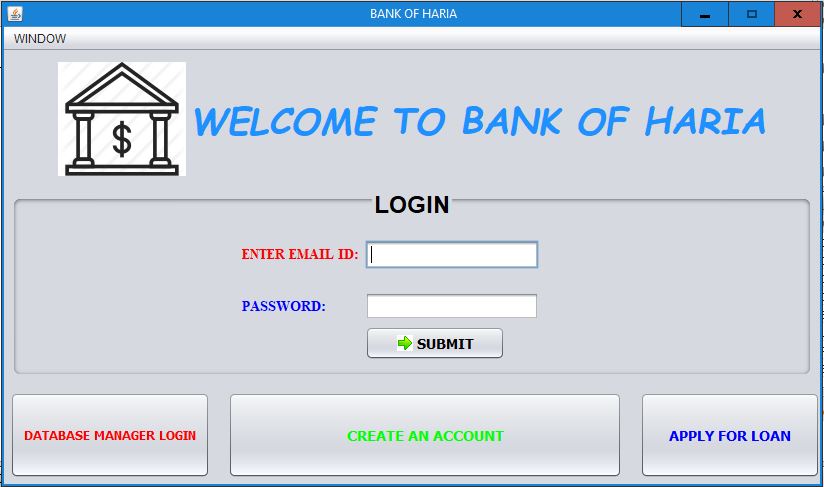 BANK OF HARIA
WINDOW
$
WELCOME TO BANK OF HARIA
LOGIN
ENTER EMAIL ID:
PASSWORD:
SUBMIT
DATABASE MANAGER LOGIN
CREATE AN ACCOUNT
APPLY FOR LOAN